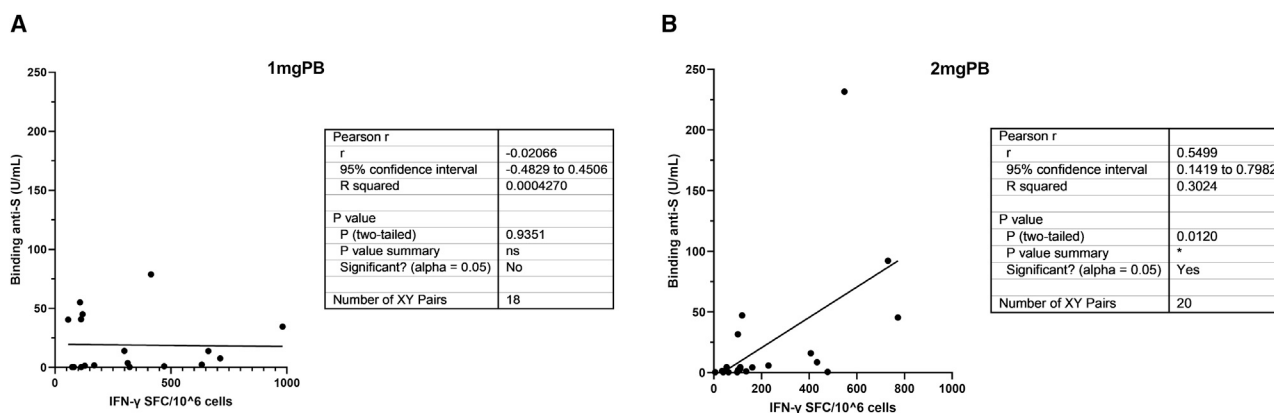 A
1mgPB
250
200
150
100
50
0
Binding anti-S (U/mL)
0 500 1000
IFN-γ SFC/10^6 cells
Pearson r
r -0.02066
95% confidence interval -0.4829 to 0.4506
R squared 0.0004270
P value
P (two-tailed) 0.9351
P value summary ns
Significant? (alpha = 0.05) No
Number of XY Pairs 18
B
2mgPB
250
200
150
100
50
0
Binding anti-S (U/mL)
0 200 400 600 800 1000
IFN-γ SFC/10^6 cells
Pearson r
r 0.5499
95% confidence interval 0.1419 to 0.7982
R squared 0.3024
P value
P (two-tailed) 0.0120
P value summary *
Significant? (alpha = 0.05) Yes
Number of XY Pairs 20